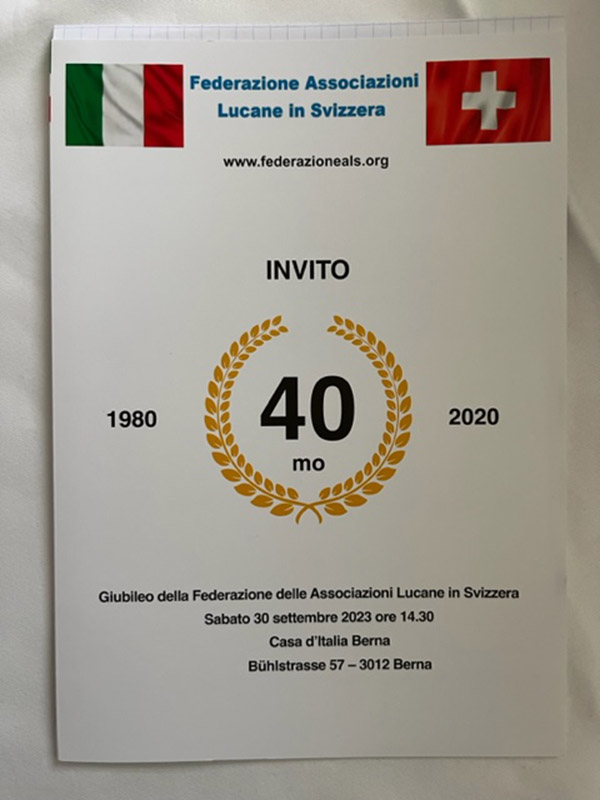 Federazione Associazioni
Lucane in Svizzera
www.federazioneals.org
INVITO
1980
40
mo
2020
Giubileo della Federazione delle Associazioni Lucane in Svizzera
Sabato 30 settembre 2023 ore 14.30
Casa d'Italia Berna
Bühlstrasse 57 – 3012 Berna